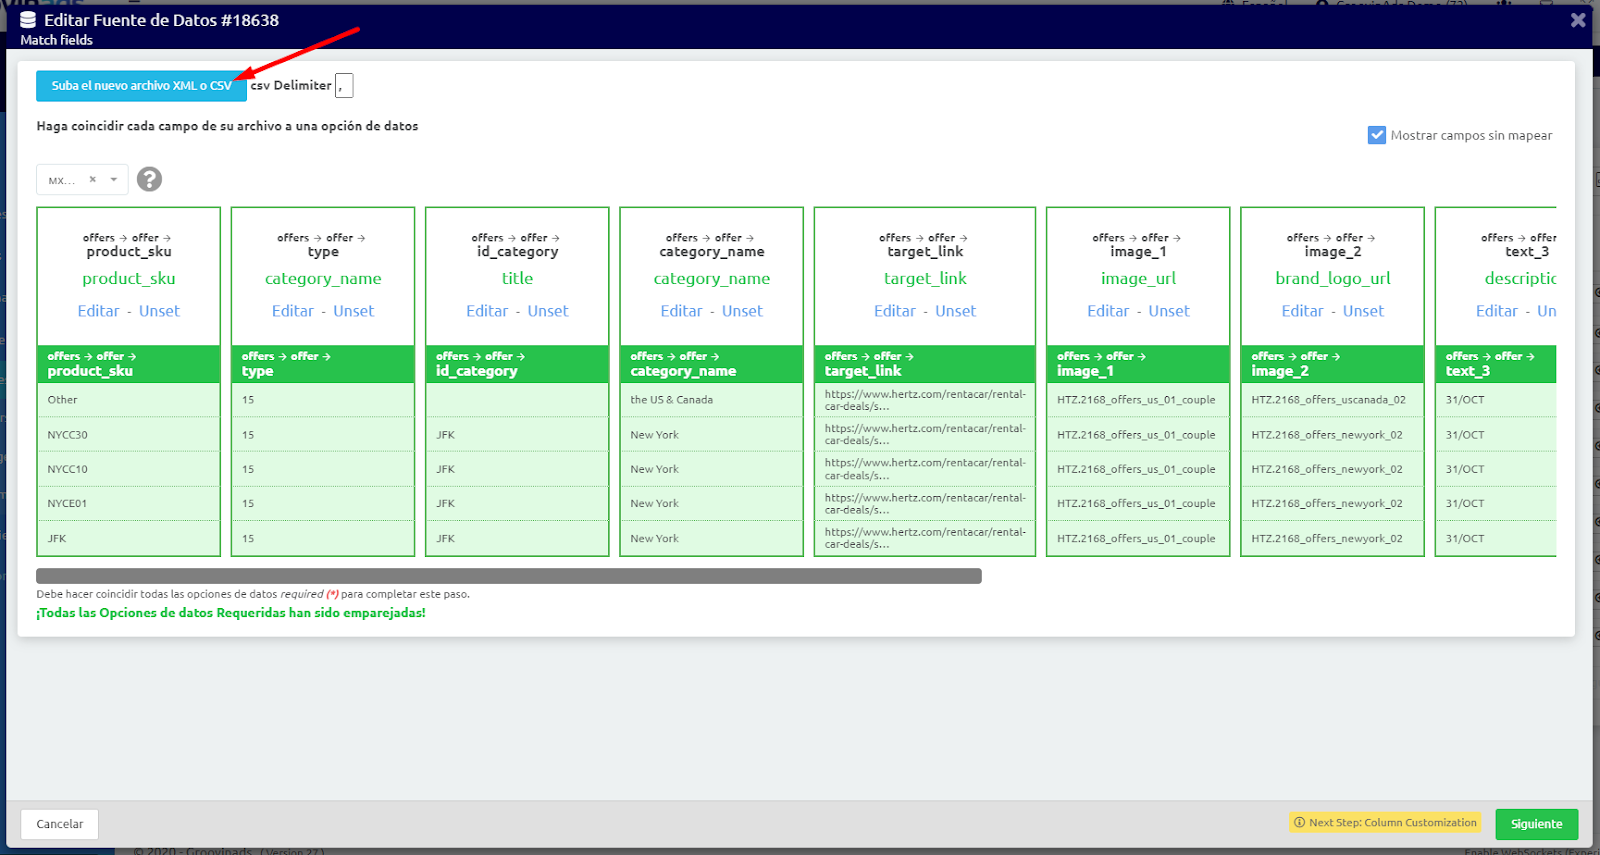 Editar Fuente de Datos #18638
Match fields
Suba el nuevo archivo XML o CSV
csv Delimiter ,
Haga coincidir cada campo de su archivo a una opción de datos
Mostrar campos sin mapear
MX... × 
?
offers → offer → offers → offer → offers → offer → offers → offer → offers → offer → offers → offer → offers → offer → offers → offer
product_sku type id_category category_name target_link image_1 image_2 text_3
product_sku category_name title category_name target_link image_url brand_logo_url
Editar - Unset Editar - Unset Editar - Unset Editar - Unset Editar - Unset Editar - Unset Editar - Unset Editar - Un
offers → offer → offers → offer → offers → offer → offers → offer → offers → offer → offers → offer → offers → offer → offers → offer →
product_sku type id_category category_name target_link image_1 image_2 text_3
Other 15 the US & Canada https://www.hertz.com/rentacar/rental-car-deals/s... HTZ.2168_offers_us_01_couple HTZ.2168_offers_uscanada_02 31/OCT
NYCC30 15 JFK New York https://www.hertz.com/rentacar/rental-car-deals/s... HTZ.2168_offers_us_01_couple HTZ.2168_offers_newyork_02 31/OCT
NYCC10 15 JFK New York https://www.hertz.com/rentacar/rental-car-deals/s... HTZ.2168_offers_us_01_couple HTZ.2168_offers_newyork_02 31/OCT
NYCE01 15 JFK New York https://www.hertz.com/rentacar/rental-car-deals/s... HTZ.2168_offers_us_01_couple HTZ.2168_offers_newyork_02 31/OCT
JFK 15 JFK New York https://www.hertz.com/rentacar/rental-car-deals/s... HTZ.2168_offers_us_01_couple HTZ.2168_offers_newyork_02 31/OCT
Debe hacer coincidir todas las opciones de datos required (*) para completar este paso.
¡Todas las Opciones de datos Requeridas han sido emparejadas!
Cancelar
Next Step: Column Customization
Siguiente